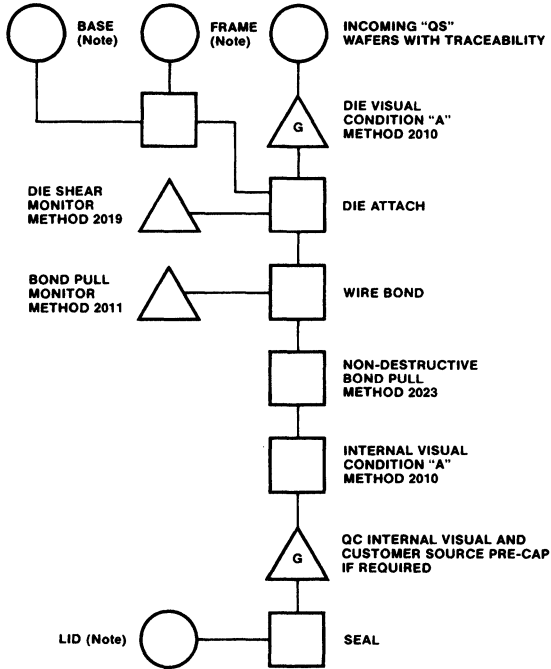 BASE
(Note)
FRAME
(Note)
INCOMING "QS"
WAFERS WITH TRACEABILITY
G
DIE VISUAL
CONDITION "A"
METHOD 2010
DIE SHEAR
MONITOR
METHOD 2019
DIE ATTACH
BOND PULL
MONITOR
METHOD 2011
WIRE BOND
NON-DESTRUCTIVE
BOND PULL
METHOD 2023
INTERNAL VISUAL
CONDITION "A"
METHOD 2010
G
QC INTERNAL VISUAL AND
CUSTOMER SOURCE PRE-CAP
IF REQUIRED
LID (Note)
SEAL